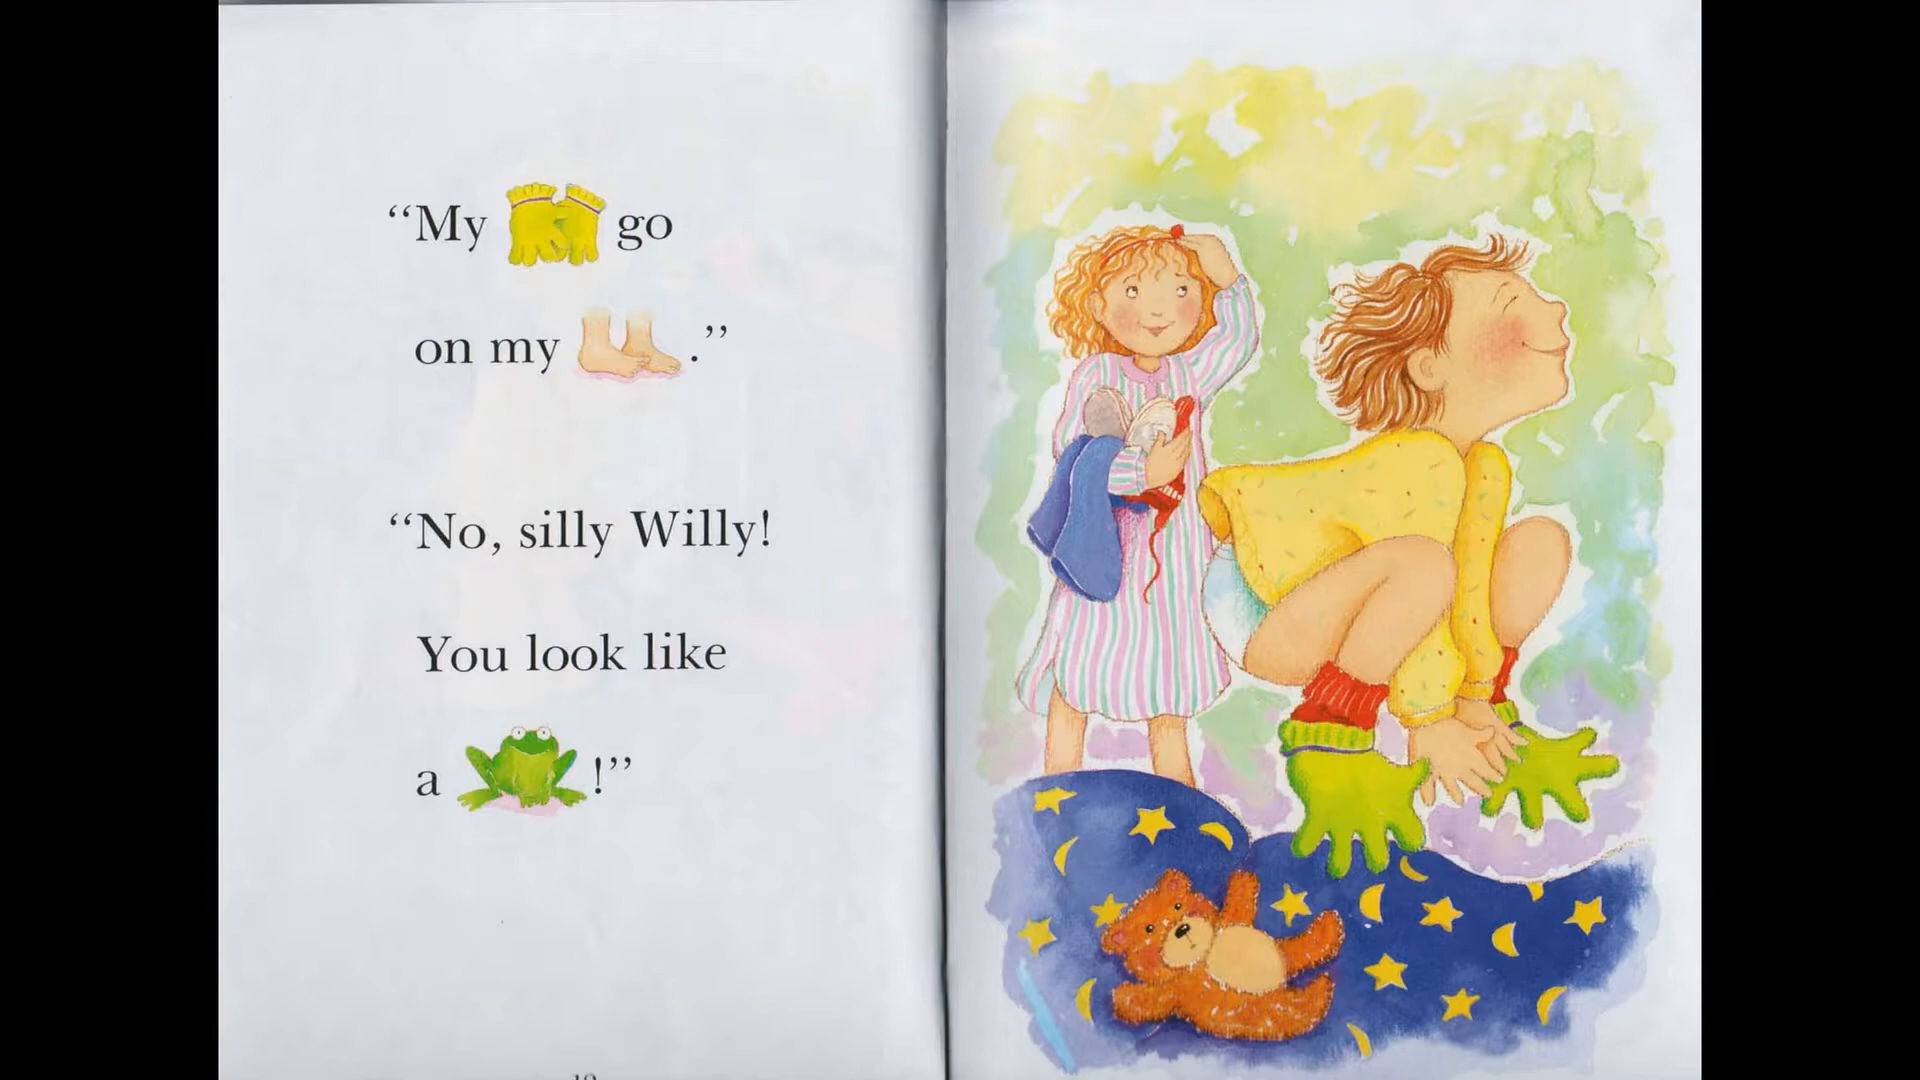 “My go
on my .”
“No, silly Willy!
You look like
a !”